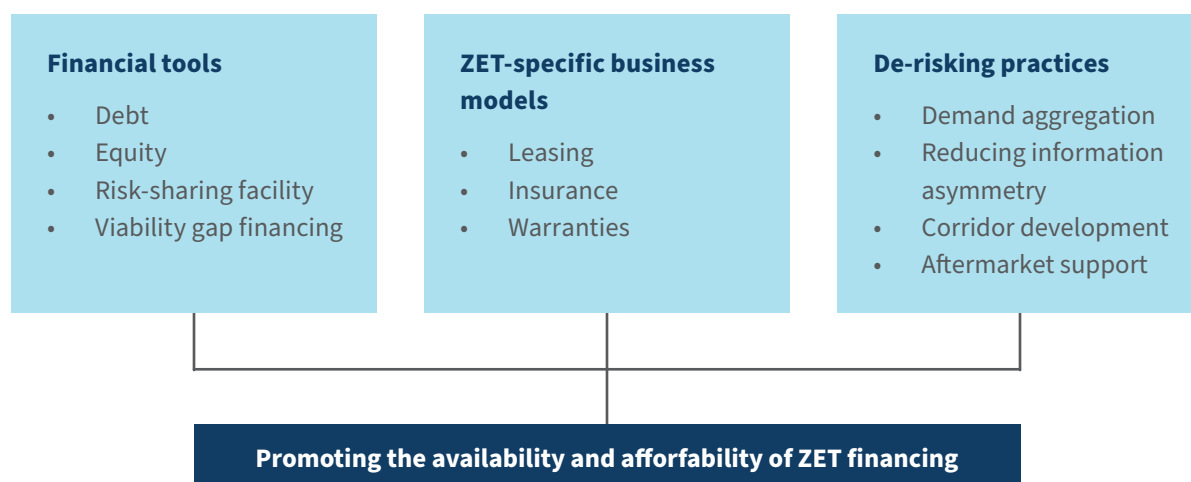 Financial tools
• Debt
• Equity
• Risk-sharing facility
• Viability gap financing
ZET-specific business
models
• Leasing
• Insurance
• Warranties
De-risking practices
• Demand aggregation
• Reducing information
asymmetry
• Corridor development
• Aftermarket support
Promoting the availability and afforfability of ZET financing